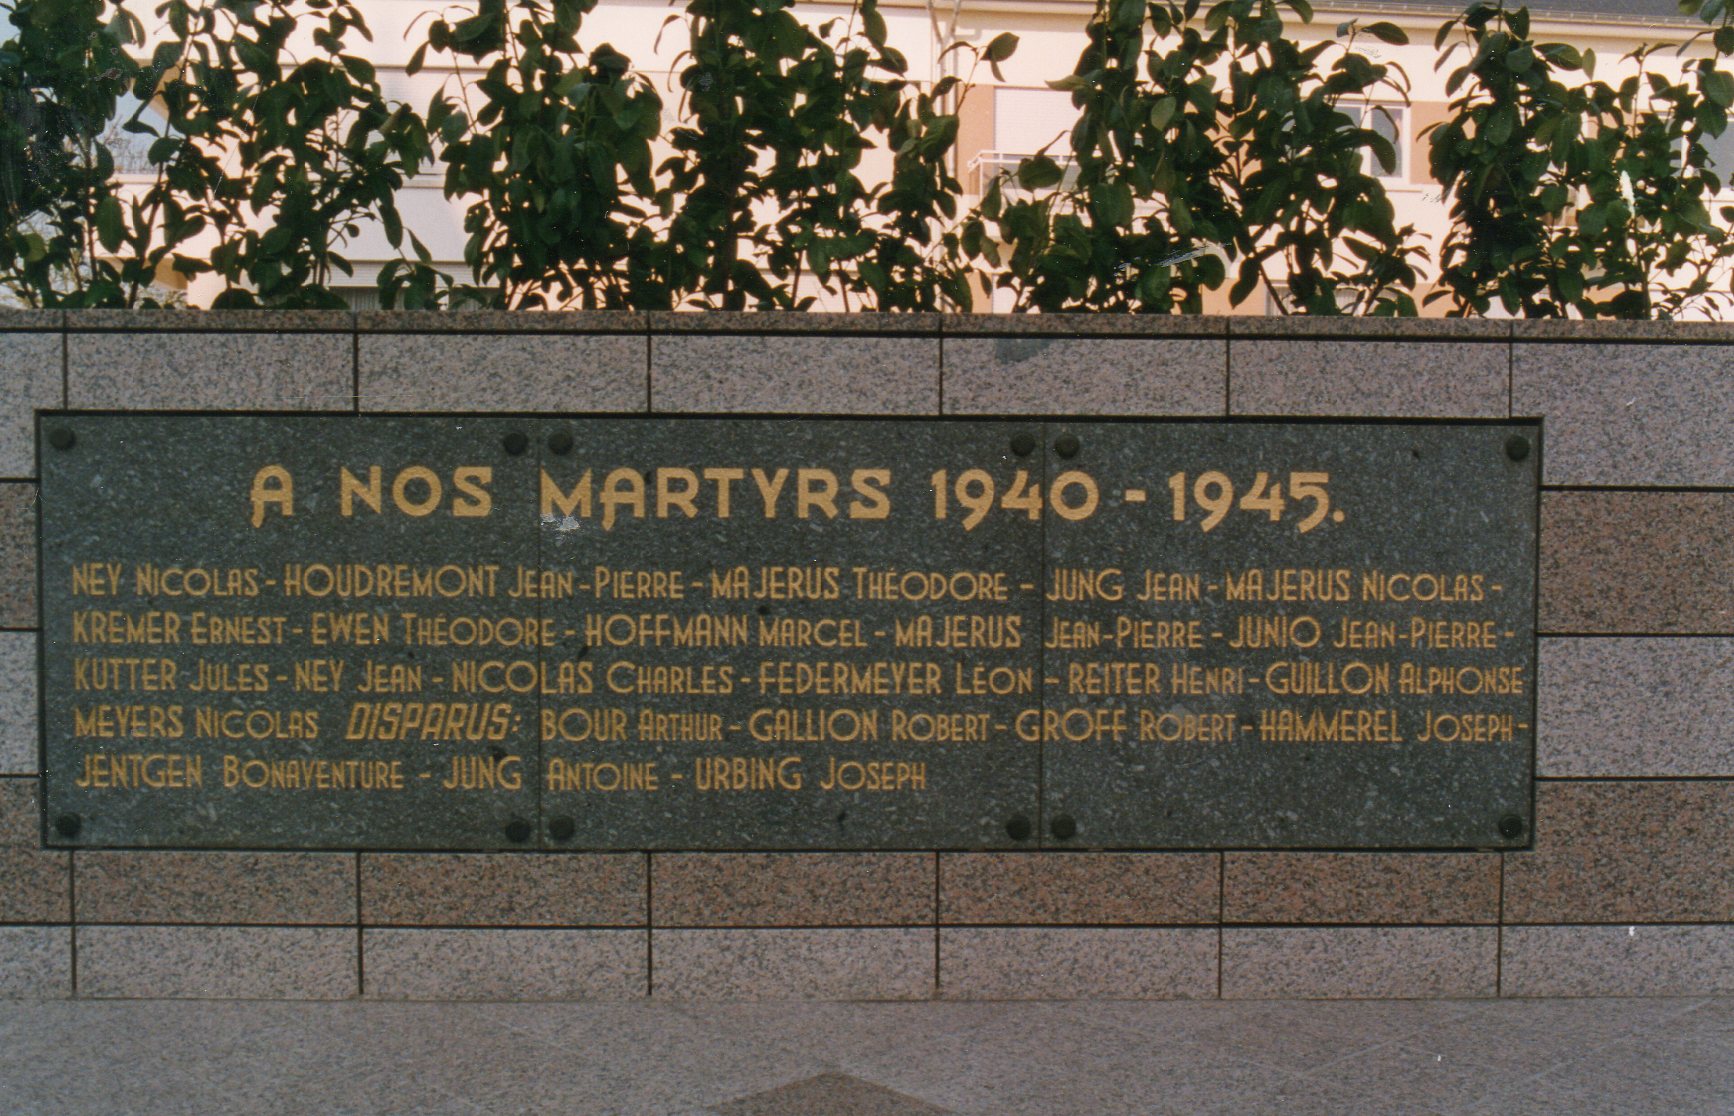 A NOS MARTYRS 1940 - 1945.
NEY NICOLAS - HOUDREMONT JEAN-PIERRE - MAJERUS THÉODORE - JUNG JEAN - MAJERUS NICOLAS -
KREMER ERNEST - EWEN THÉODORE - HOFFMANN MARCEL - MAJERUS JEAN-PIERRE - JUNIO JEAN-PIERRE -
KUTTER JULES - NEY JEAN - NICOLAS CHARLES - FEDERMEYER LÉON - REITER HENRI - GUILLON ALPHONSE
MEYERS NICOLAS DISPARUS: BOUR ARTHUR - GALLION ROBERT - GROFF ROBERT - HAMMEREL JOSEPH -
JENTGEN BONAVENTURE - JUNG ANTOINE - URBING JOSEPH